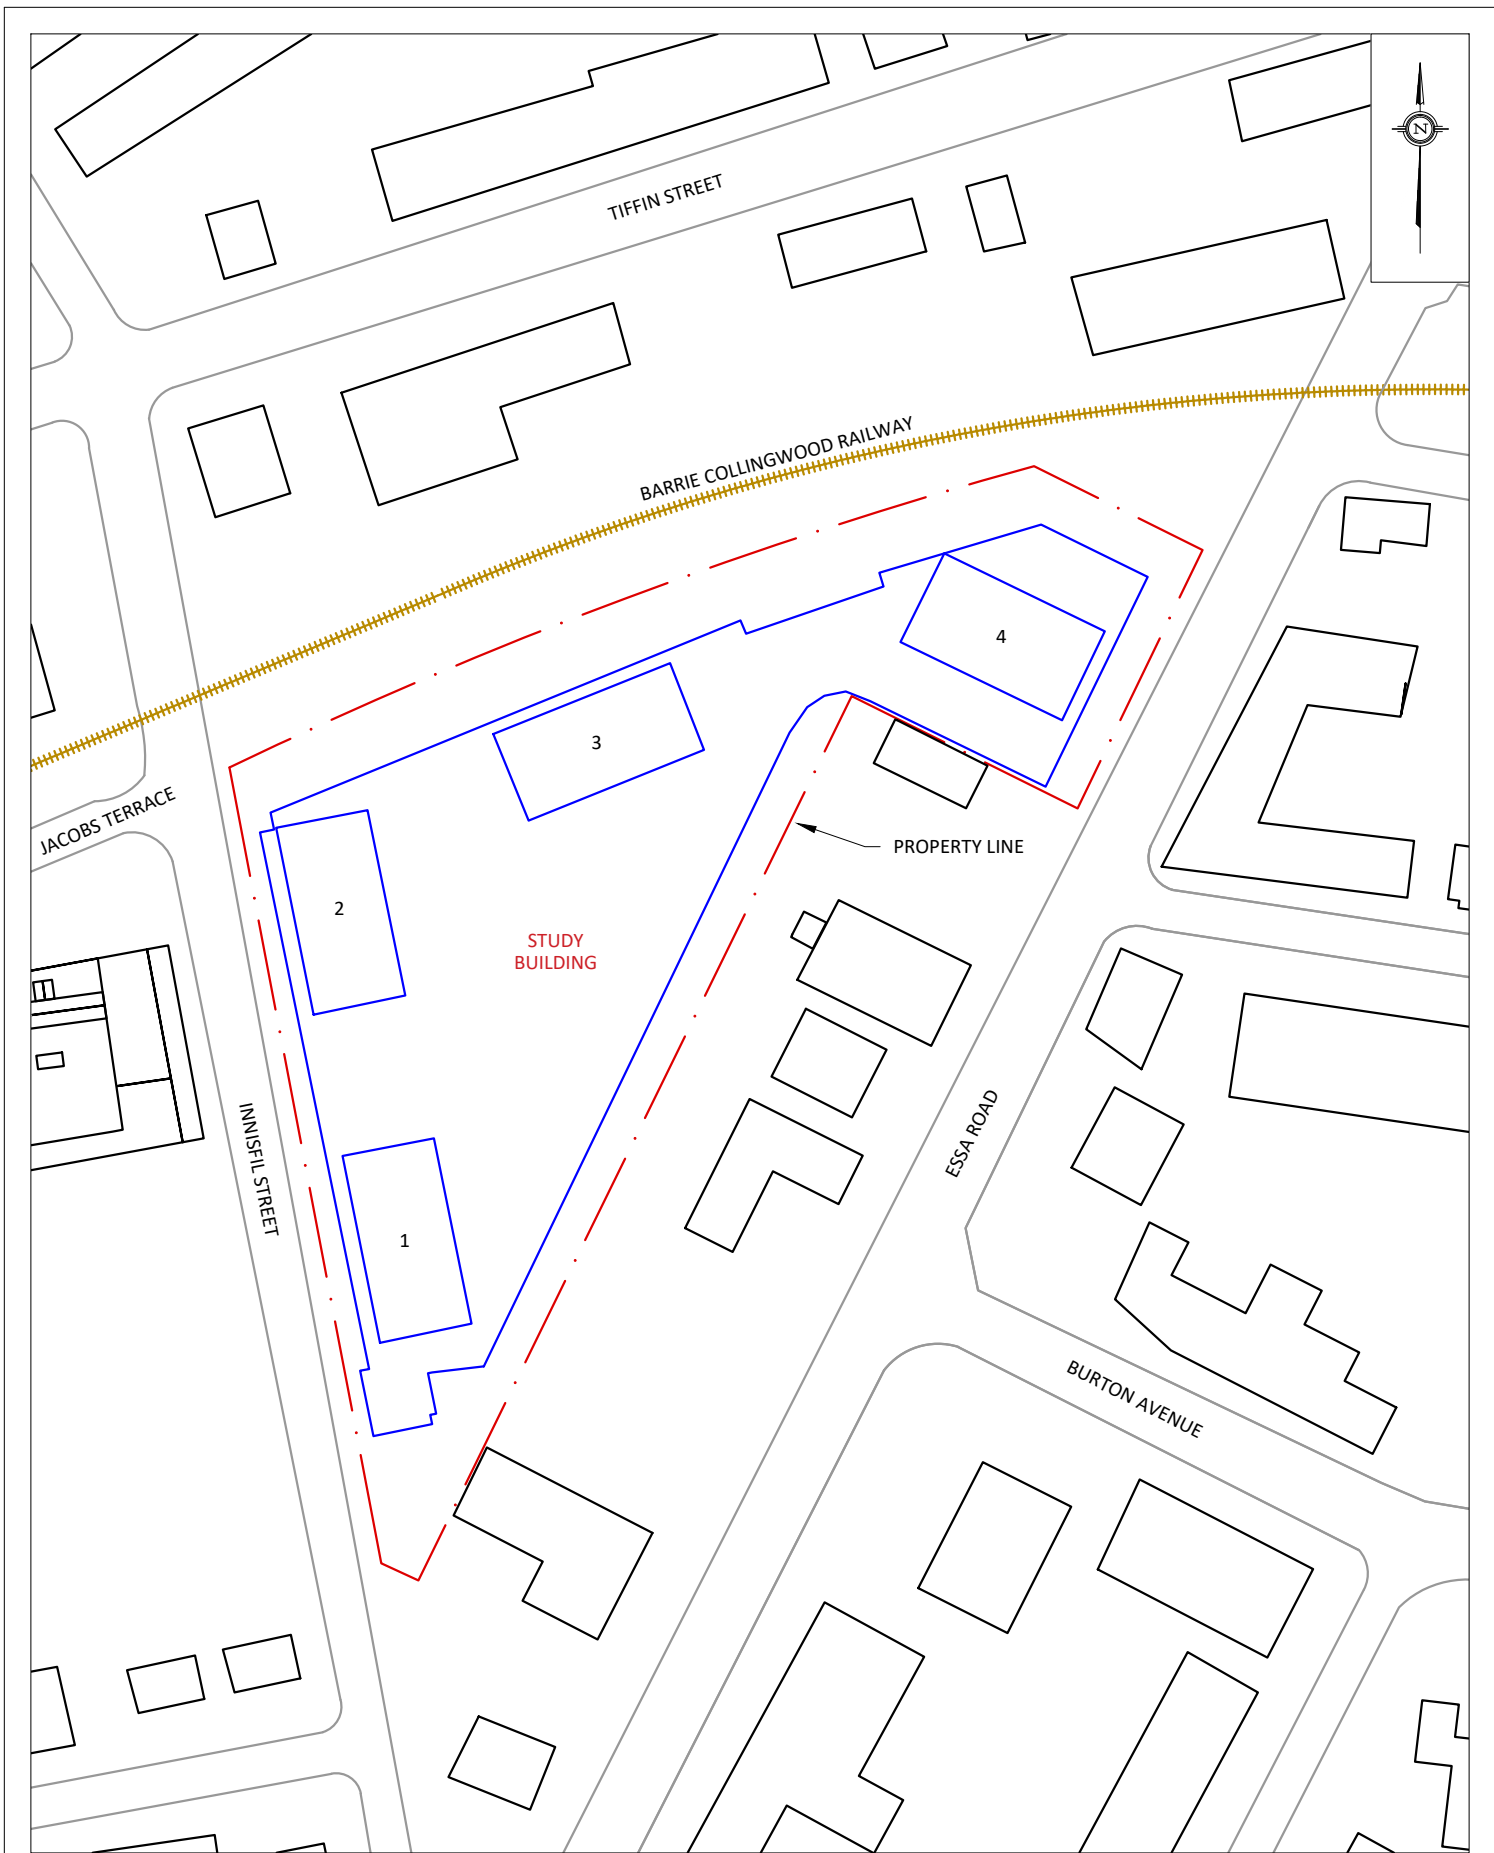 N
TIFFIN STREET
BARRIE COLLINGWOOD RAILWAY
4
3
JACOBS TERRACE
PROPERTY LINE
2
STUDY
BUILDING
INNISFIL STREET
ESSA ROAD
1
BURTON AVENUE